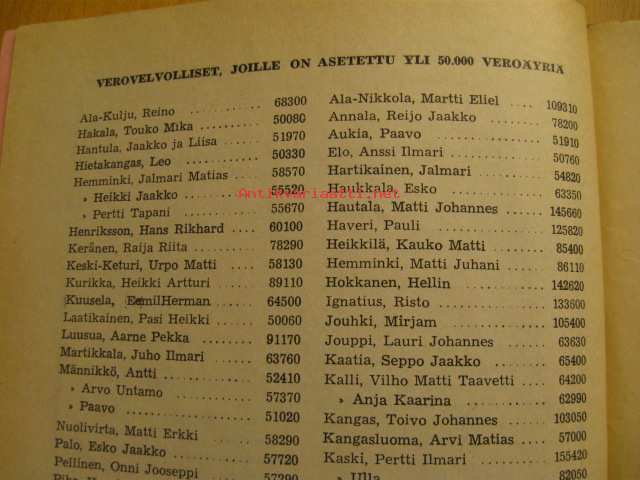 VEROVELVOLLISET, JOILLE ON ASETETTU YLI 50.000 VEROÄYRIÄ
Ala-Kulju, Reino .......... 68300
Hakala, Touko Mika ......... 50080
Hantula, Jaakko ja Liisa .... 51970
Hietakangas, Leo .......... 50330
Hemminki, Jalmari Matias .... 58570
» Heikki Jaakko .......... 55520
» Pertti Tapani .......... 55670
Henriksson, Hans Rikhard .... 60100
Keränen, Raija Riita ........ 78290
Keski-Keturi, Urpo Matti .... 58130
Kurikka, Heikki Artturi .... 89110
Kuusela, EemilHerman .... 64500
Laatikainen, Pasi Heikki .... 50060
Luusua, Aarne Pekka ....... 91170
Martikkala, Juho Ilmari .... 63760
Männikkö, Antti ............ 52410
» Arvo Untamo .......... 57370
» Paavo .............. 51020
Nuolivirta, Matti Erkki .... 58290
Palo, Esko Jaakko ........ 57720
Pellinen, Onni Jooseppi .... 57290
Ala-Nikkola, Martti Eliel .... 109310
Annala, Reijo Jaakko ........ 78200
Aukia, Paavo .............. 51910
Elo, Anssi Ilmari .......... 50760
Hartikainen, Jalmari ........ 54820
Haukkala, Esko ............ 63350
Hautala, Matti Johannes ...... 145660
Haveri, Pauli .............. 125820
Heikkilä, Kauko Matti ...... 85400
Hemminki, Matti Juhani .... 86110
Hokkanen, Hellin .......... 142620
Ignatius, Risto ............ 133600
Jouhki, Mirjam ............ 105400
Jouppi, Lauri Johannes ...... 63630
Kaatia, Seppo Jaakko ........ 65400
Kalli, Vilho Matti Taavetti .... 64200
» Anja Kaarina .......... 62990
Kangas, Toivo Johannes ...... 103050
Kangasluoma, Arvi Matias .... 57000
Kaski, Pertti Ilmari ........ 155420
» Ulla .............. 82050
Antikvariaatti.net